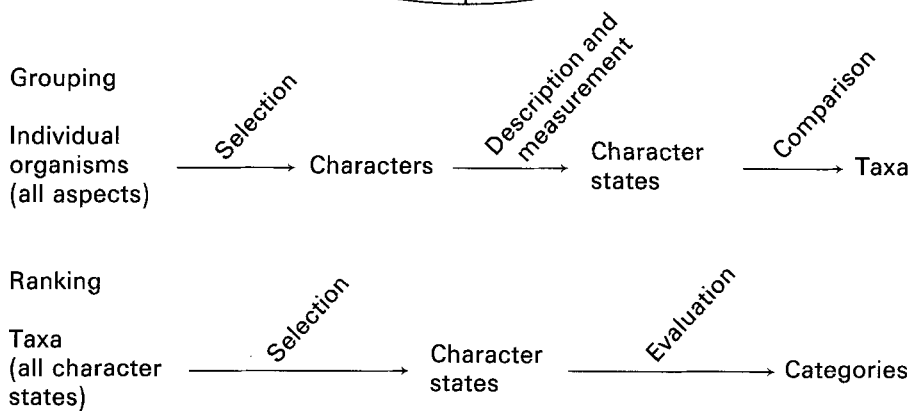 Grouping
Individual
organisms
(all aspects)
Selection
Characters
Description and
measurement
Character
states
Comparison
Taxa
Ranking
Taxa
(all character
states)
Selection
Character
states
Evaluation
Categories